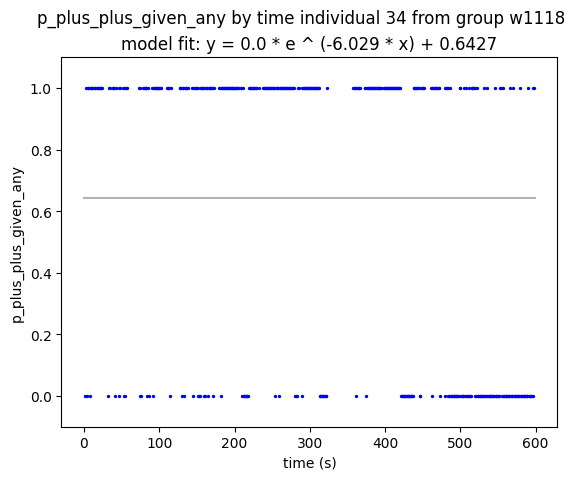 p_plus_plus_given_any by time individual 34 from group w1118
model fit: y = 0.0 * e ^ (-6.029 * x) + 0.6427
p_plus_plus_given_any
1.0
0.8
0.6
0.4
0.2
0.0
0 100 200 300 400 500 600
time (s)